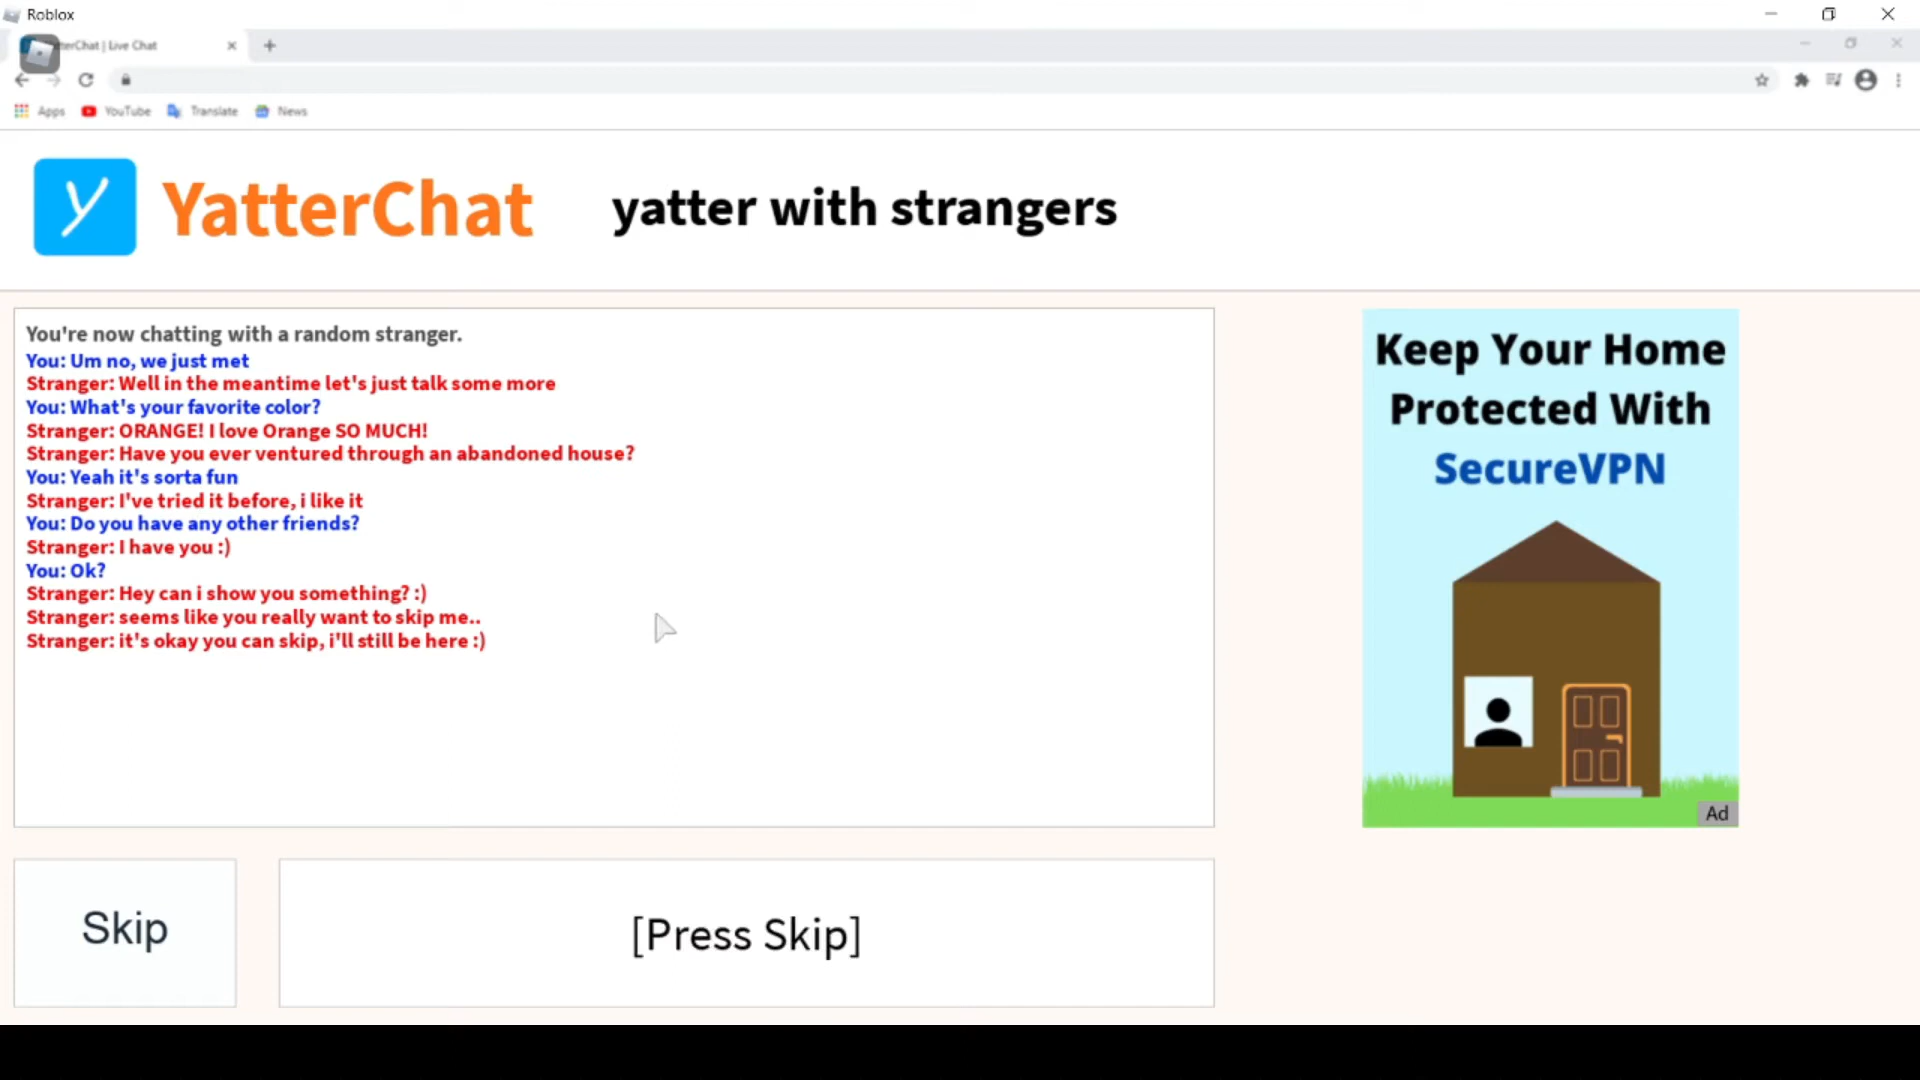 Roblox
terChat | Live Chat
Apps YouTube Translate News
y YatterChat yatter with strangers
You're now chatting with a random stranger.
You: Um no, we just met
Stranger: Well in the meantime let's just talk some more
You: What's your favorite color?
Stranger: ORANGE! I love Orange SO MUCH!
Stranger: Have you ever ventured through an abandoned house?
You: Yeah it's sorta fun
Stranger: I've tried it before, i like it
You: Do you have any other friends?
Stranger: I have you :)
You: Ok?
Stranger: Hey can i show you something? :)
Stranger: seems like you really want to skip me..
Stranger: it's okay you can skip, i'll still be here :)
Keep Your Home
Protected With
SecureVPN
Ad
Skip
[Press Skip]